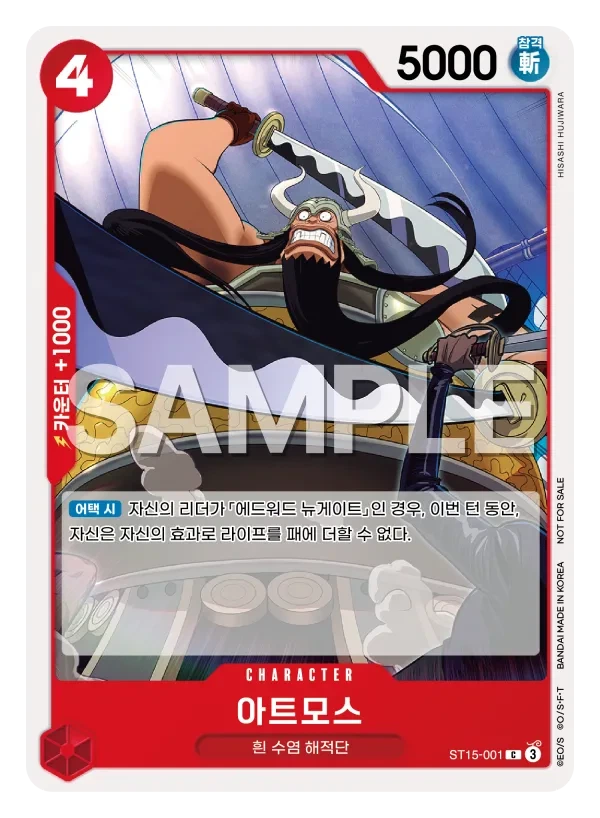 4
5000
참격
斬
HISASHI HUJIWARA
카운터 +1000
SAMPLE
어택 시 자신의 리더가 「에드워드 뉴게이트」인 경우, 이번 턴 동안,
자신은 자신의 효과로 라이프를 패에 더할 수 없다.
CHARACTER
아트모스
흰 수염 해적단
ST15-001 C 3
©EO/S ©O/S·F·T BANDAI MADE IN KOREA NOT FOR SALE